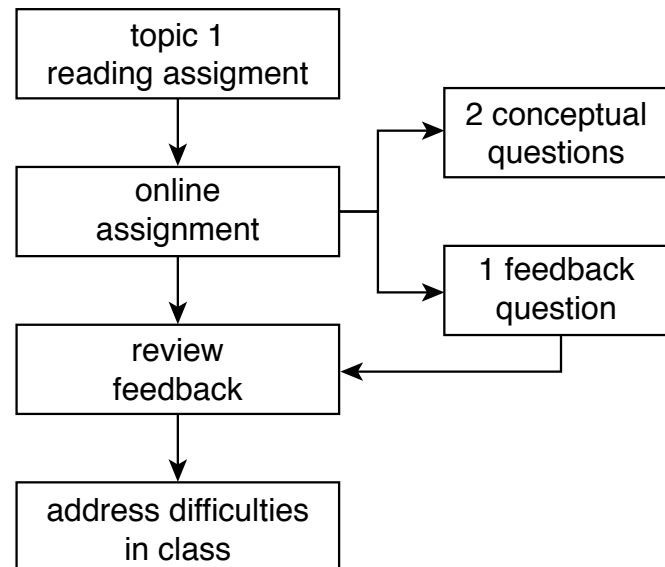 topic 1
reading assigment
2 conceptual
questions
online
assignment
1 feedback
question
review
feedback
address difficulties
in class